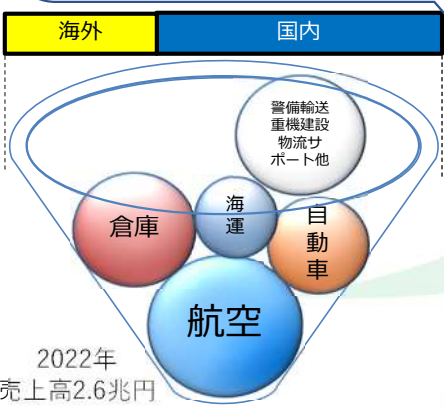 海外
国内
警備輸送
重機建設
物流サ
ポート他
倉庫
海
運
自
動
車
航空
2022年
売上高2.6兆円